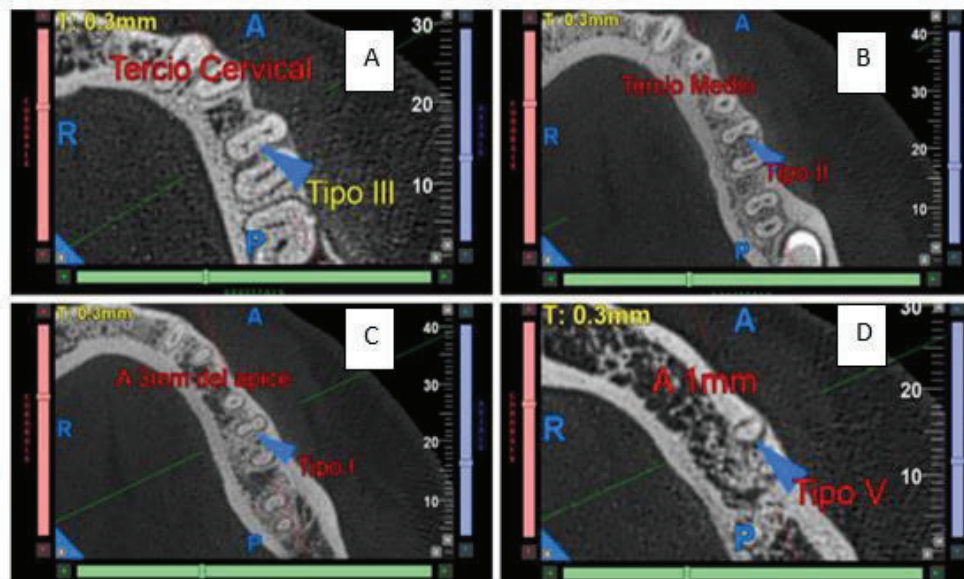 T: 0.3mm
A
30
A
Tercio Cervical
20
R
Tipo III
10
P
T: 0.3mm
A
40
B
Tercio Medio
30
R
20
Tipo II
10
P
T: 0.3mm
A
40
C
A 3mm del apice
30
R
20
Tipo I
10
P
T: 0.3mm
30
D
A
A 1mm
20
R
10
Tipo V
P